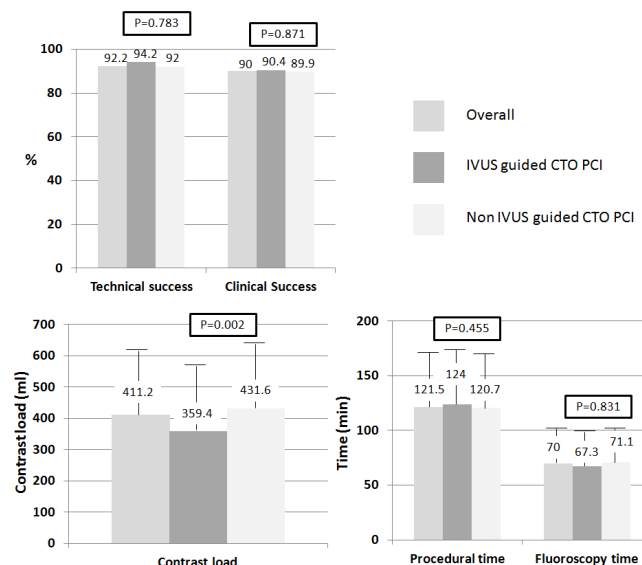 P=0.783
P=0.871
100
80
60
40
20
0
%
92.2 94.2 92
90 90.4 89.9
Technical success
Clinical Success
Overall
IVUS guided CTO PCI
Non IVUS guided CTO PCI
700
600
500
400
300
200
100
0
Contrast load (ml)
P=0.002
411.2
359.4
431.6
Contrast load
200
150
100
50
0
Time (min)
P=0.455
121.5
124
120.7
P=0.831
70
67.3
71.1
Procedural time
Fluoroscopy time